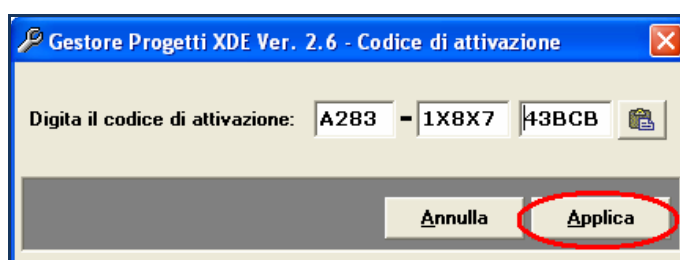 Gestore Progetti XDE Ver. 2.6 - Codice di attivazione
Digita il codice di attivazione: A283 - 1X8X7 43BCB
Annulla Applica